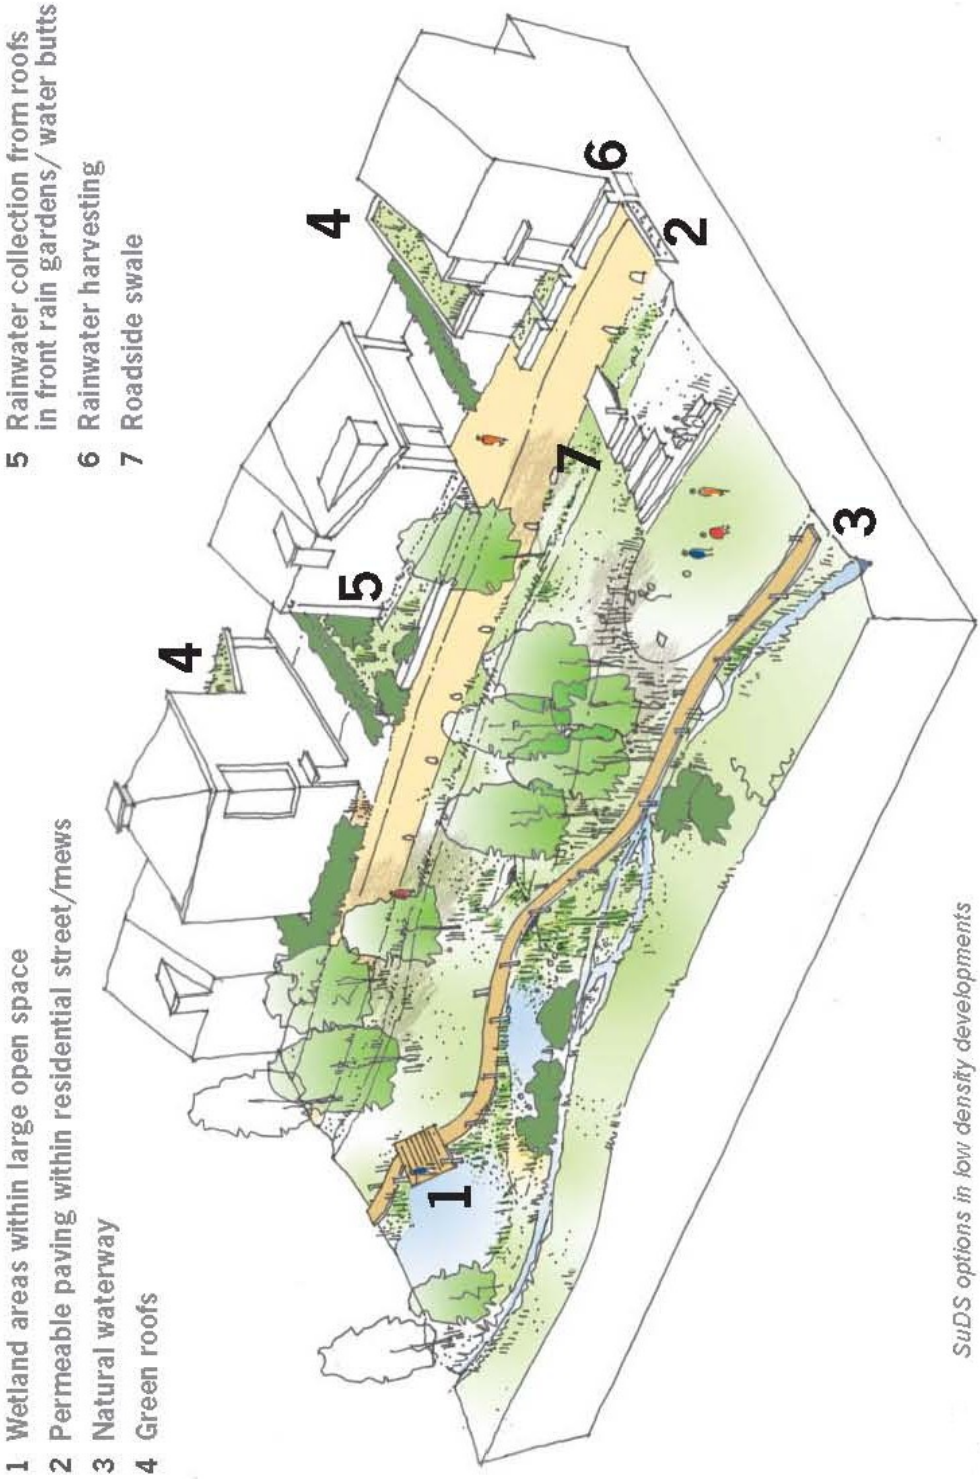 1 Wetland areas within large open space
2 Permeable paving within residential street/mews
3 Natural waterway
4 Green roofs
5 Rainwater collection from roofs
in front rain gardens/ water butts
6 Rainwater harvesting
7 Roadside swale
4
4
5
6
2
7
3
1
SuDS options in low density developments